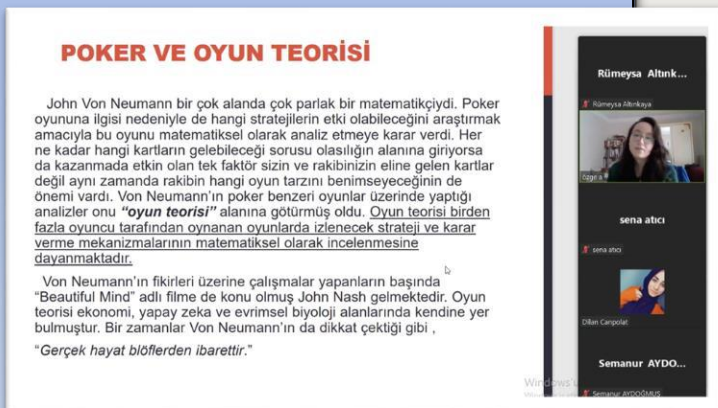 POKER VE OYUN TEORİSİ
John Von Neumann bir çok alanda çok parlak bir matematikçiydi. Poker
oyununa ilgisi nedeniyle de hangi stratejilerin etki olabileceğini araştırmak
amacıyla bu oyunu matematiksel olarak analiz etmeye karar verdi. Her
ne kadar hangi kartların gelebileceği sorusu olasılığın alanına giriyorsa
da kazanmada etkin olan tek faktör sizin ve rakibinizin eline gelen kartlar
değil aynı zamanda rakibin hangi oyun tarzını benimseyeceğinin de
önemi vardı. Von Neumann'ın poker benzeri oyunlar üzerinde yaptığı
analizler onu "oyun teorisi" alanına götürmüş oldu. Oyun teorisi birden
fazla oyuncu tarafından oynanan oyunlarda izlenecek strateji ve karar
verme mekanizmalarının matematiksel olarak incelenmesine
dayanmaktadır.
Von Neumann'ın fikirleri üzerine çalışmalar yapanların başında
"Beautiful Mind" adlı filme de konu olmuş John Nash gelmektedir. Oyun
teorisi ekonomi, yapay zeka ve evrimsel biyoloji alanlarında kendine yer
bulmuştur. Bir zamanlar Von Neumann'ın da dikkat çektiği gibi ,
"Gerçek hayat blöflerden ibarettir."
Rümeysa Altınk...
Rümeysa Altınkaya
sena atıcı
sena atıcı
Dilan Canpolat
Semanur AYDO...
Semanur AYDOĞMUŞ